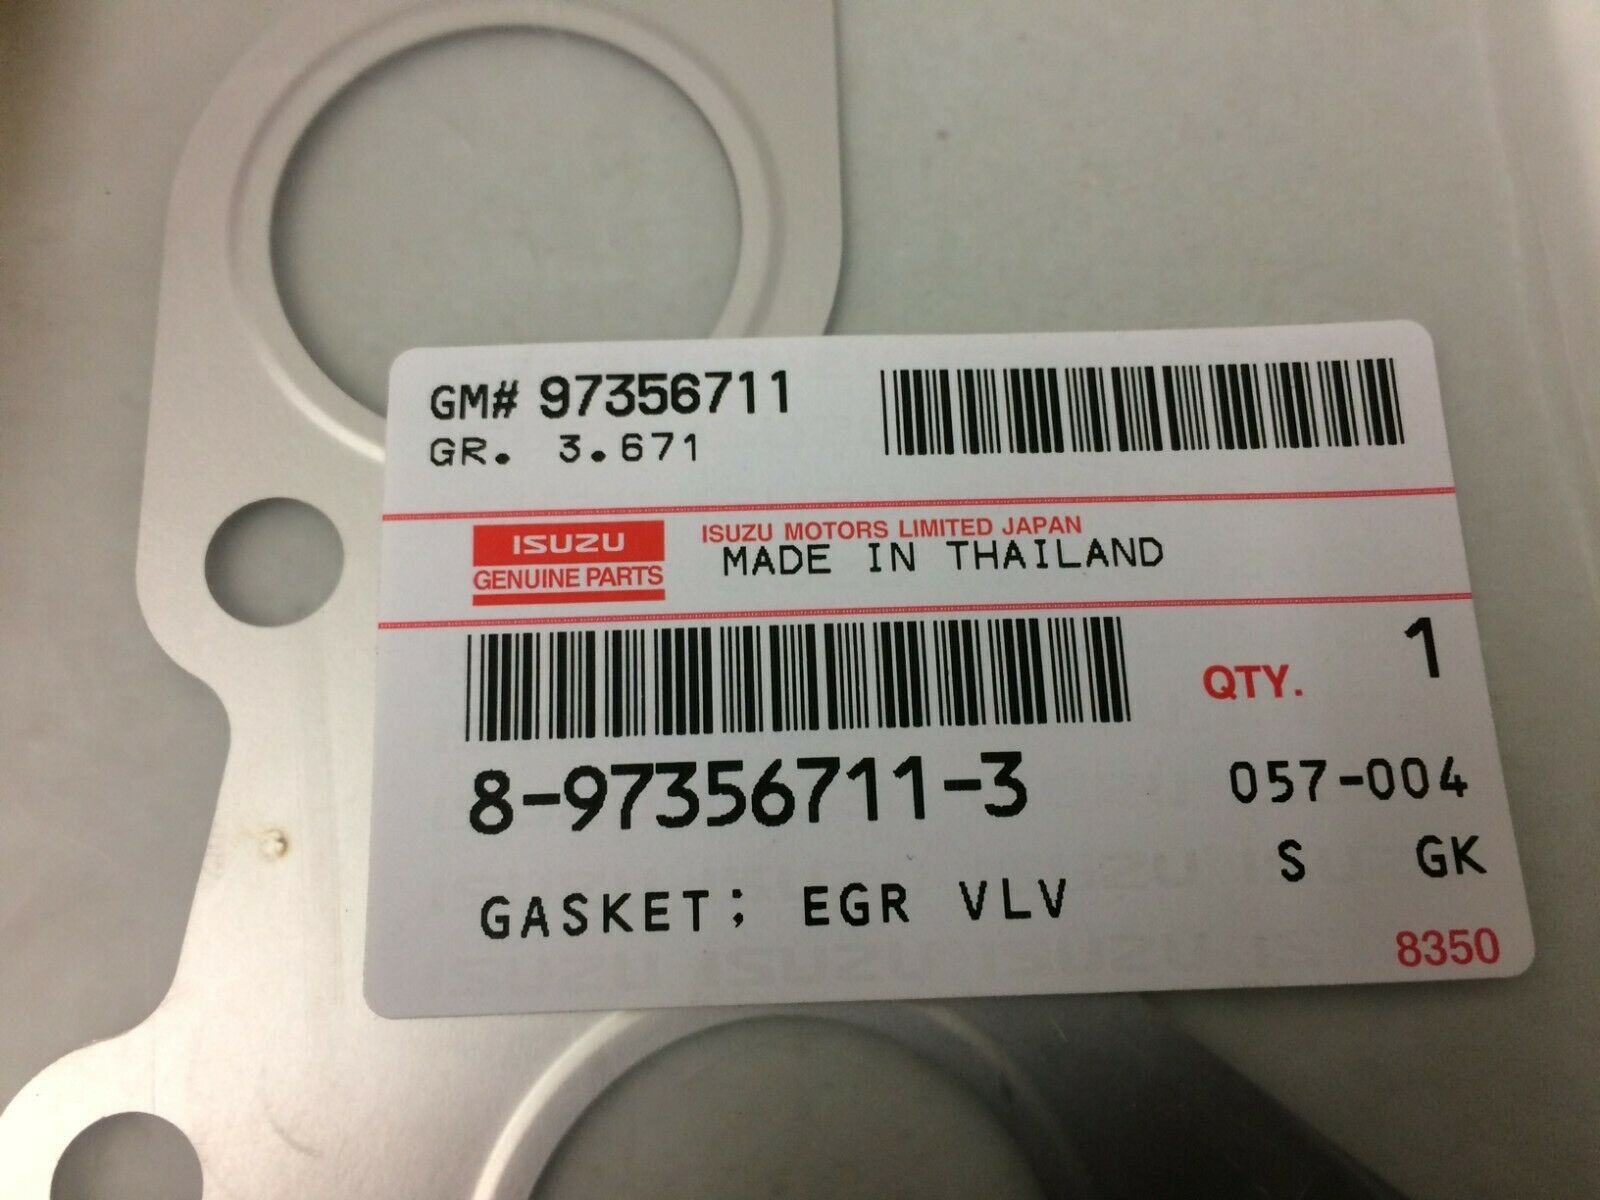 GM# 97356711
GR. 3.671
ISUZU
GENUINE PARTS
ISUZU MOTORS LIMITED JAPAN
MADE IN THAILAND
QTY. 1
8-97356711-3
057-004
S GK
GASKET; EGR VLV
8350